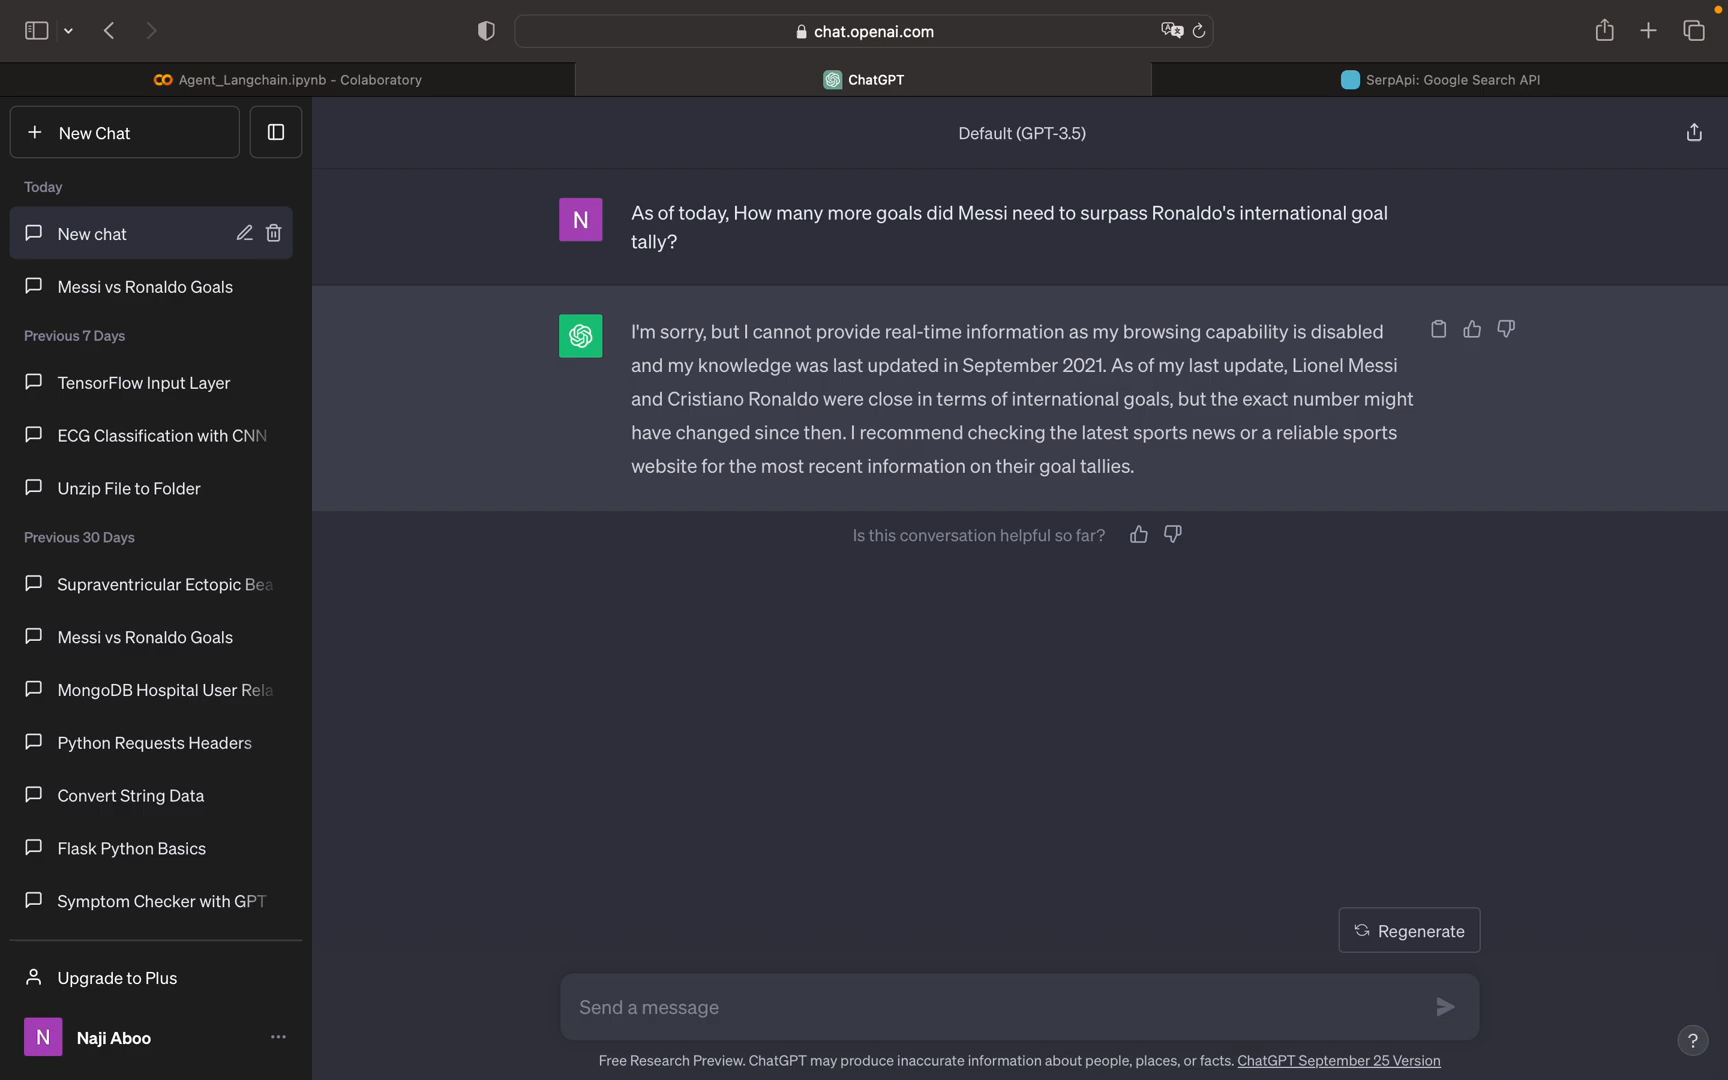 chat.openai.com
Agent_Langchain.ipynb - Colaboratory
ChatGPT
SerpApi: Google Search API
New Chat
Default (GPT-3.5)
Today
New chat
Messi vs Ronaldo Goals
Previous 7 Days
TensorFlow Input Layer
ECG Classification with CNN
Unzip File to Folder
Previous 30 Days
Supraventricular Ectopic Bea
Messi vs Ronaldo Goals
MongoDB Hospital User Rela
Python Requests Headers
Convert String Data
Flask Python Basics
Symptom Checker with GPT
Upgrade to Plus
N
Naji Aboo
N
As of today, How many more goals did Messi need to surpass Ronaldo's international goal
tally?
I'm sorry, but I cannot provide real-time information as my browsing capability is disabled
and my knowledge was last updated in September 2021. As of my last update, Lionel Messi
and Cristiano Ronaldo were close in terms of international goals, but the exact number might
have changed since then. I recommend checking the latest sports news or a reliable sports
website for the most recent information on their goal tallies.
Is this conversation helpful so far?
Regenerate
Send a message
Free Research Preview. ChatGPT may produce inaccurate information about people, places, or facts. ChatGPT September 25 Version
?